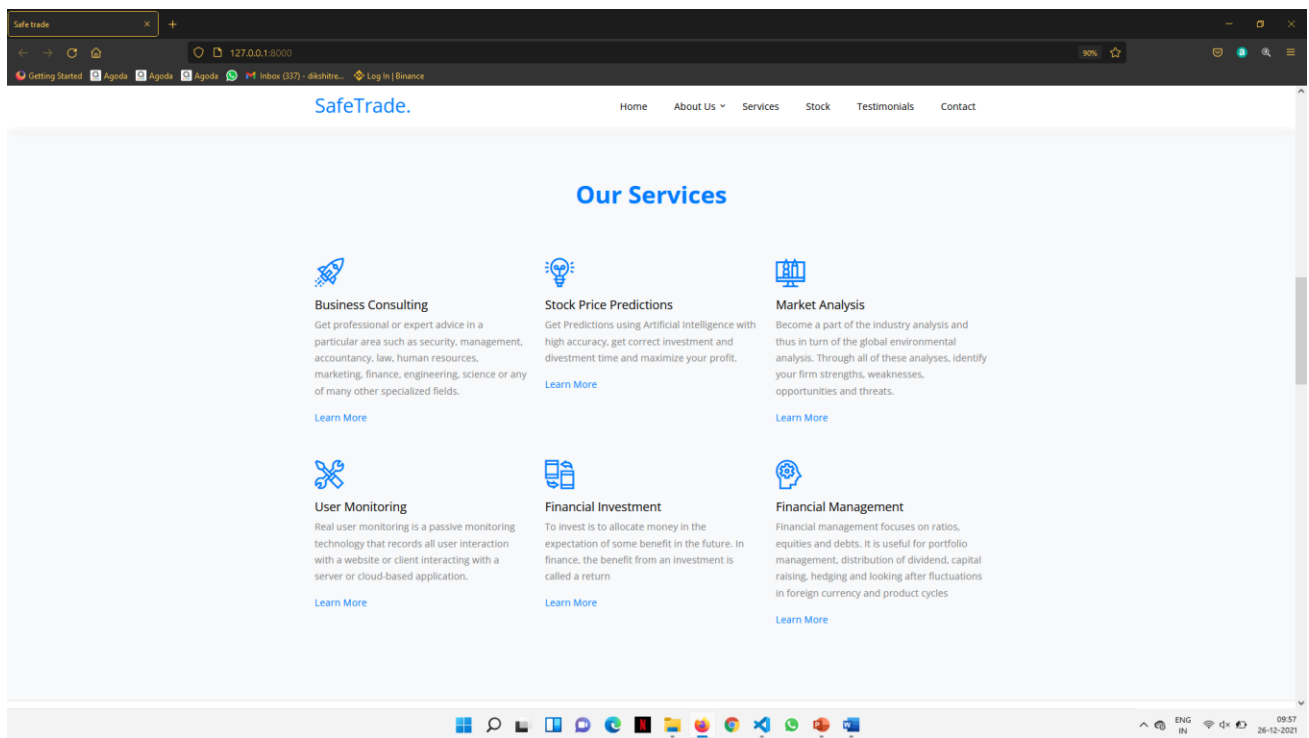 Safe trade
127.0.0.1:8000
90%
Getting Started Agoda Agoda Agoda Inbox (337) - dikshitre... Log In | Binance
SafeTrade.
Home About Us Services Stock Testimonials Contact
Our Services
Business Consulting
Get professional or expert advice in a
particular area such as security, management,
accountancy, law, human resources,
marketing, finance, engineering, science or any
of many other specialized fields.
Learn More
Stock Price Predictions
Get Predictions using Artificial Intelligence with
high accuracy, get correct investment and
divestment time and maximize your profit.
Learn More
Market Analysis
Become a part of the industry analysis and
thus in turn of the global environmental
analysis. Through all of these analyses, identify
your firm strengths, weaknesses,
opportunities and threats.
Learn More
User Monitoring
Real user monitoring is a passive monitoring
technology that records all user interaction
with a website or client interacting with a
server or cloud-based application.
Learn More
Financial Investment
To invest is to allocate money in the
expectation of some benefit in the future. In
finance, the benefit from an investment is
called a return
Learn More
Financial Management
Financial management focuses on ratios,
equities and debts. It is useful for portfolio
management, distribution of dividend, capital
raising, hedging and looking after fluctuations
in foreign currency and product cycles
Learn More
ENG
IN
09:57
26-12-2021